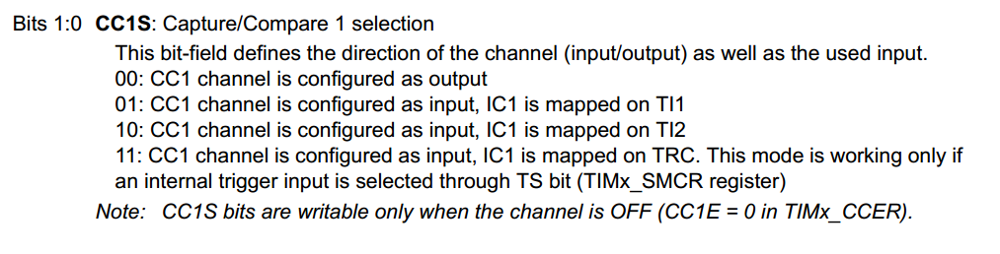 Bits 1:0 CC1S: Capture/Compare 1 selection
This bit-field defines the direction of the channel (input/output) as well as the used input.
00: CC1 channel is configured as output
01: CC1 channel is configured as input, IC1 is mapped on TI1
10: CC1 channel is configured as input, IC1 is mapped on TI2
11: CC1 channel is configured as input, IC1 is mapped on TRC. This mode is working only if
an internal trigger input is selected through TS bit (TIMx_SMCR register)
Note: CC1S bits are writable only when the channel is OFF (CC1E = 0 in TIMx_CCER).